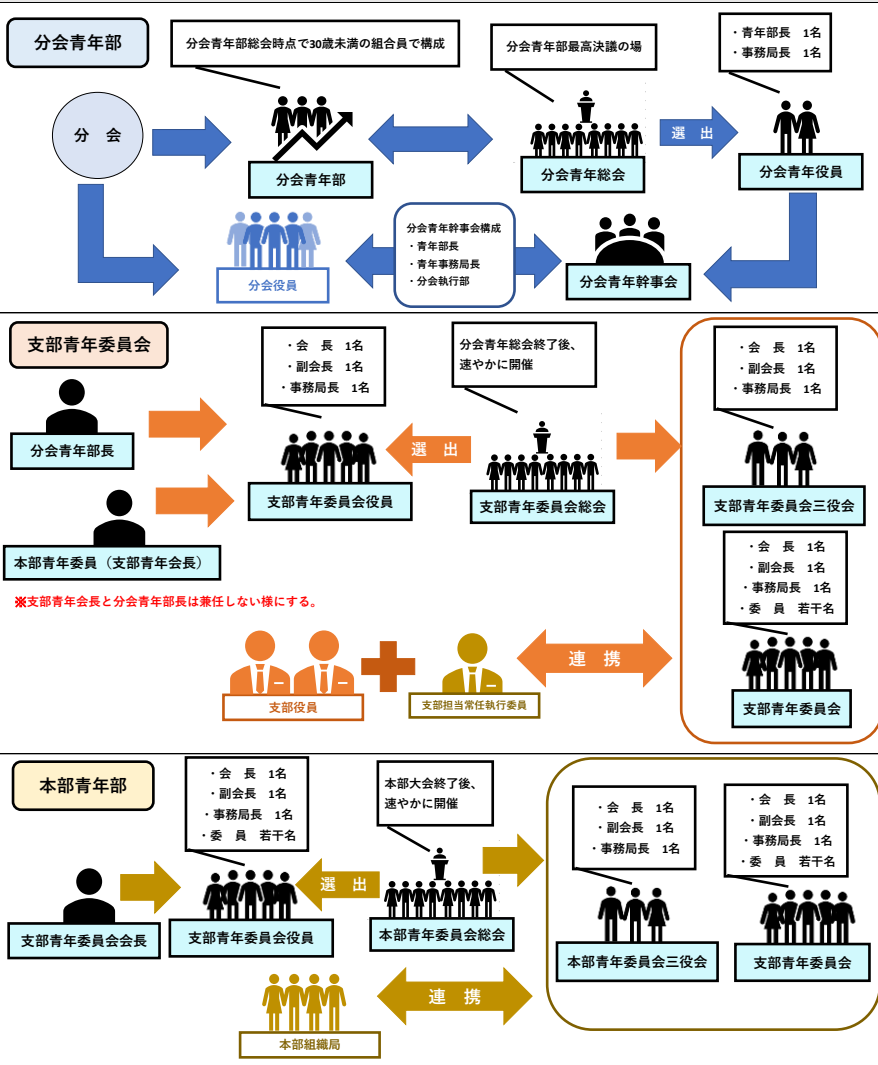 分会青年部
分会青年部総会時点で30歳未満の組合員で構成
分会青年部最高決議の場
・青年部長　1名
・事務局長　1名
分　会
選　出
分会青年部
分会青年総会
分会青年役員
分会青年幹事会構成
・青年部長
・青年事務局長
・分会執行部
分会役員
分会青年幹事会
支部青年委員会
・会　長　1名
・副会長　1名
・事務局長　1名
分会青年総会終了後、
速やかに開催
・会　長　1名
・副会長　1名
・事務局長　1名
分会青年部長
選　出
支部青年委員会役員
支部青年委員会総会
支部青年委員会三役会
本部青年委員（支部青年会長）
・会　長　1名
・副会長　1名
・事務局長　1名
・委　員　若干名
※支部青年会長と分会青年部長は兼任しない様にする。
連　携
支部役員
支部担当常任執行委員
支部青年委員会
本部青年部
・会　長　1名
・副会長　1名
・事務局長　1名
・委　員　若干名
本部大会終了後、
速やかに開催
・会　長　1名
・副会長　1名
・事務局長　1名
・会　長　1名
・副会長　1名
・事務局長　1名
・委　員　若干名
選　出
支部青年委員会会長
支部青年委員会役員
本部青年委員会総会
本部青年委員会三役会
支部青年委員会
連　携
本部組織局